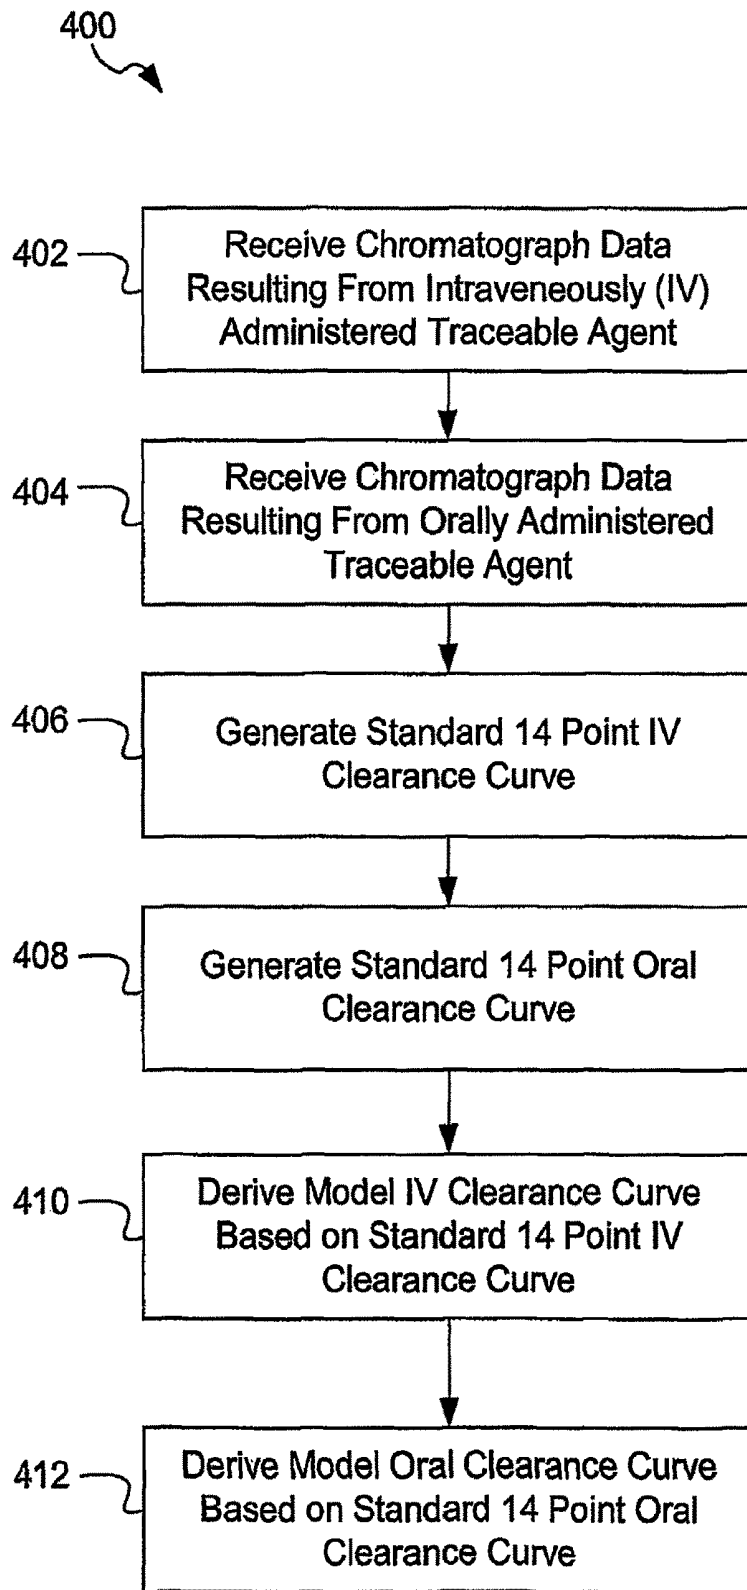 400
402
Receive Chromatograph Data
Resulting From Intraveneously (IV)
Administered Traceable Agent
404
Receive Chromatograph Data
Resulting From Orally Administered
Traceable Agent
406
Generate Standard 14 Point IV
Clearance Curve
408
Generate Standard 14 Point Oral
Clearance Curve
410
Derive Model IV Clearance Curve
Based on Standard 14 Point IV
Clearance Curve
412
Derive Model Oral Clearance Curve
Based on Standard 14 Point Oral
Clearance Curve